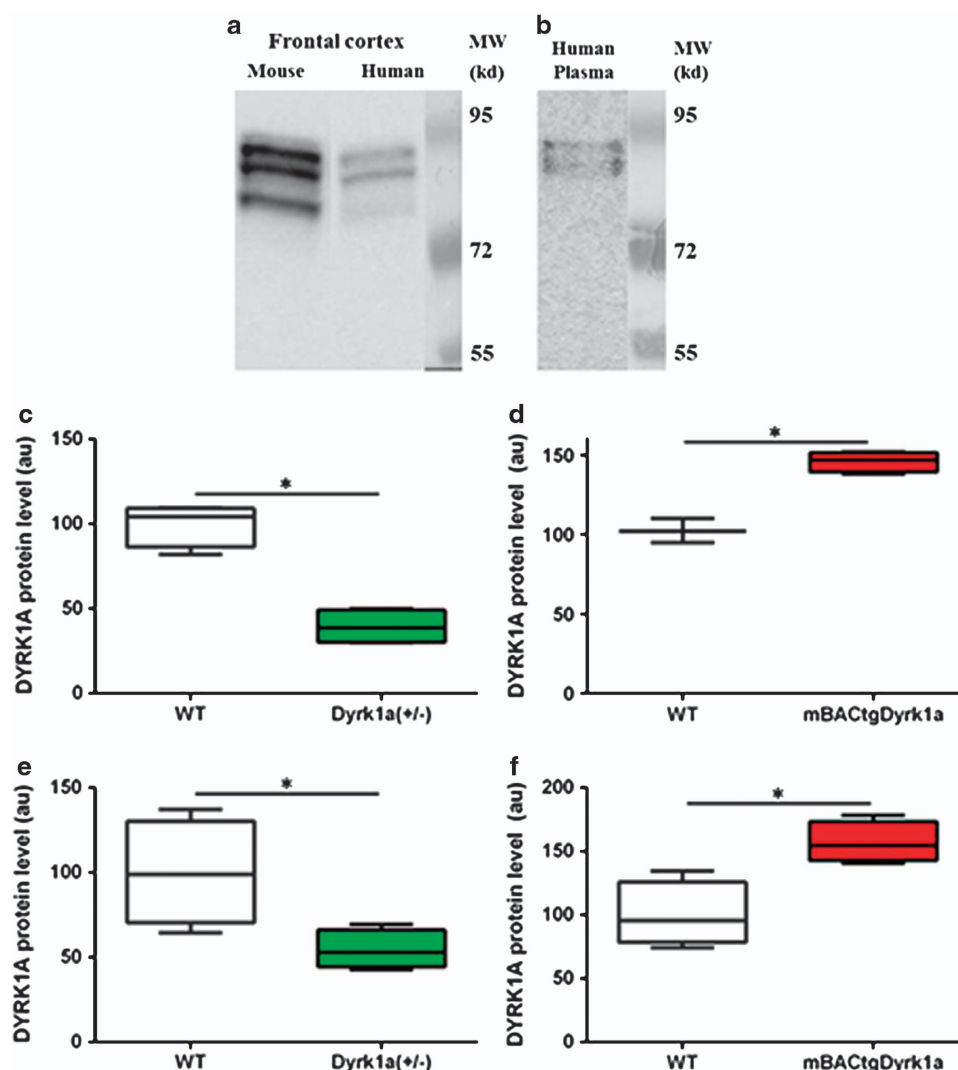 a
Frontal cortex
Mouse Human
MW
(kd)
95
72
55
b
Human
Plasma
MW
(kd)
95
72
55
c
DYRK1A protein level (au)
150
100
50
0
*
WT Dyrk1a(+/-)
d
DYRK1A protein level (au)
150
100
50
0
*
WT mBACtgDyrk1a
e
DYRK1A protein level (au)
150
100
50
0
*
WT Dyrk1a(+/-)
f
DYRK1A protein level (au)
200
150
100
50
0
*
WT mBACtgDyrk1a